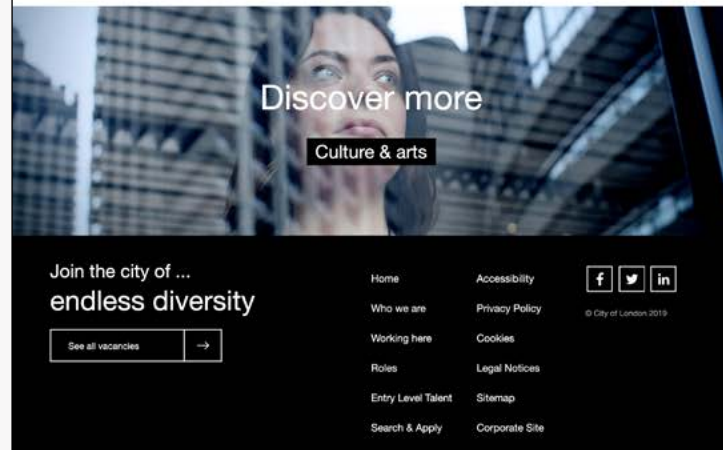 Discover more
Culture & arts
Join the city of ...
endless diversity
See all vacancies
Home
Who we are
Working here
Roles
Entry Level Talent
Search & Apply
Accessibility
Privacy Policy
Cookies
Legal Notices
Sitemap
Corporate Site
f
in
© City of London 2019